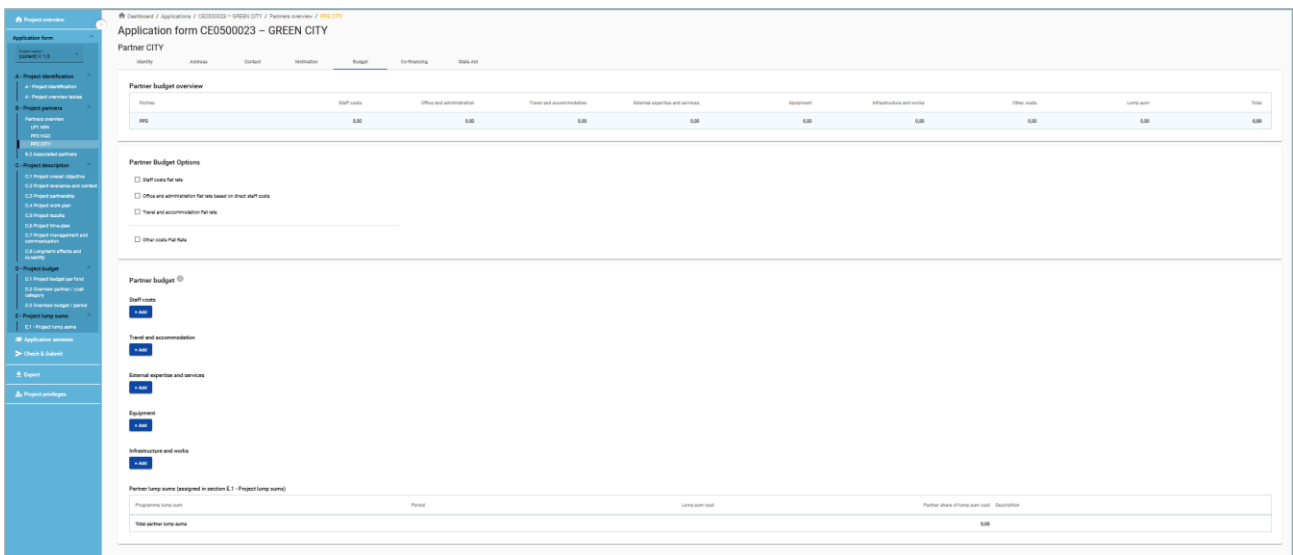 Project overview
Application form
Project version
(current) V. 1.0
A - Project identification
A - Project identification
A - Project overview tables
B - Project partners
Partners overview
LP1 MIN
PP2 NGO
PP3 CITY
B.2 Associated partners
C - Project description
C.1 Project overall objective
C.2 Project relevance and context
C.3 Project partnership
C.4 Project work plan
C.5 Project results
C.6 Project time plan
C.7 Project management and
communication
C.8 Long-term effects and
durability
D - Project budget
D.1 Project budget per fund
D.2 Overview partner / cost
category
D.3 Overview budget / period
E - Project lump sums
E.1 - Project lump sums
Application annexes
Check & Submit
Export
Project privileges
Dashboard / Applications / CE0500023 – GREEN CITY / Partners overview / PP3 CITY
Application form CE0500023 – GREEN CITY
Partner CITY
Identity Address Contact Motivation Budget Co-financing State Aid
Partner budget overview
Partner Staff costs Office and administration Travel and accommodation External expertise and services Equipment Infrastructure and works Other costs Lump sum Total
PP3 0,00 0,00 0,00 0,00 0,00 0,00 0,00 0,00 0,00
Partner Budget Options
Staff costs flat rate
Office and administration flat rate based on direct staff costs
Travel and accommodation flat rate
Other costs Flat Rate
Partner budget
Staff costs
+ Add
Travel and accommodation
+ Add
External expertise and services
+ Add
Equipment
+ Add
Infrastructure and works
+ Add
Partner lump sums (assigned in section E.1 - Project lump sums)
Programme lump sum Period Lump sum cost Partner share of lump sum cost Description
Total partner lump sums 0,00